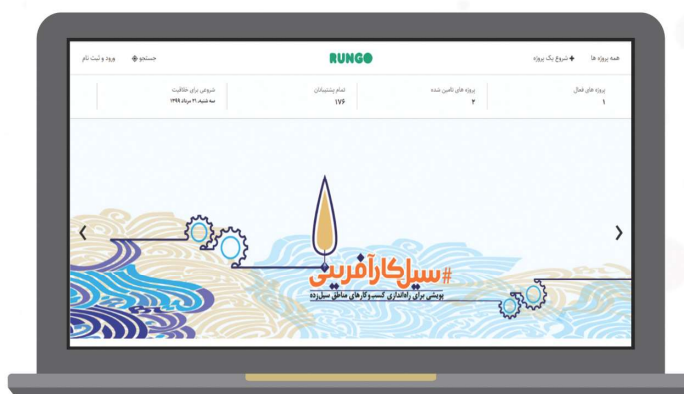 همه پروژه ها
شروع یک پروژه
RUNGO
جستجو
ورود و ثبت نام
پروژه های فعال
۱
پروژه های تامین شده
۲
تمام پشتیبانان
۱۷۶
شروعی برای خلاقیت
سه شنبه، ۲۱ مرداد ۱۳۹۹
#سیل‌کارآفرینی
پویشی برای راه‌اندازی کسب‌وکارهای مناطق سیل‌زده